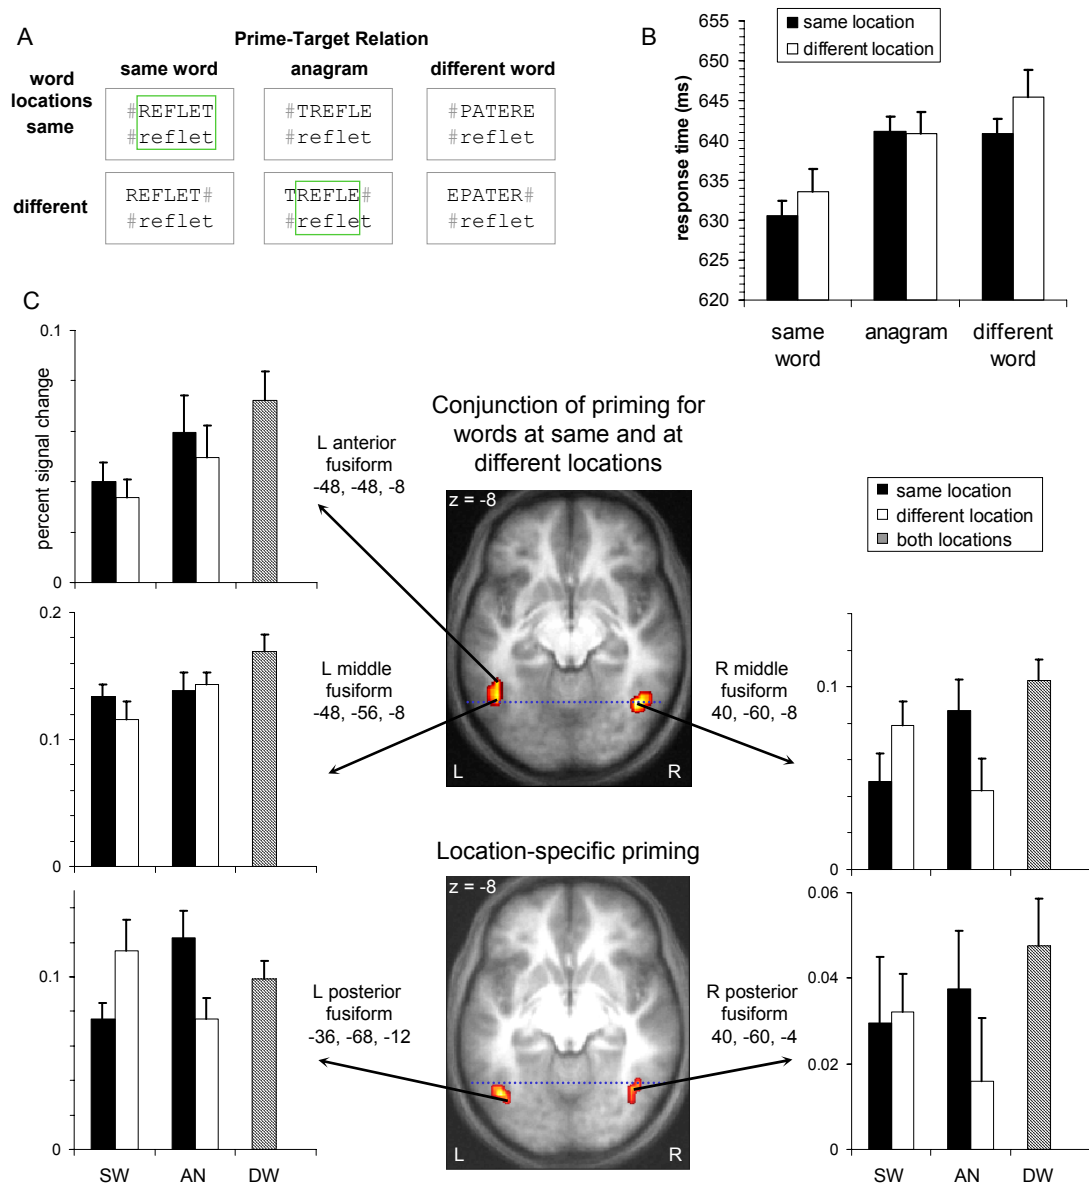 A
Prime-Target Relation
word locations
same word
anagram
different word
same
#REFLET
#reflet
#TREFLE
#reflet
#PATERE
#reflet
different
REFLET#
#reflet
TREFLE#
#reflet
EPATER#
#reflet
B
same location
different location
response time (ms)
655
650
645
640
635
630
625
620
same word
anagram
different word
C
percent signal change
0.1
0
L anterior
fusiform
-48, -48, -8
Conjunction of priming for
words at same and at
different locations
z = -8
L
R
same location
different location
both locations
0.2
0.1
0
L middle
fusiform
-48, -56, -8
R middle
fusiform
40, -60, -8
0.1
0
Location-specific priming
z = -8
L
R
0.1
0
SW
AN
DW
L posterior
fusiform
-36, -68, -12
R posterior
fusiform
40, -60, -4
0.06
0.04
0.02
0
SW
AN
DW